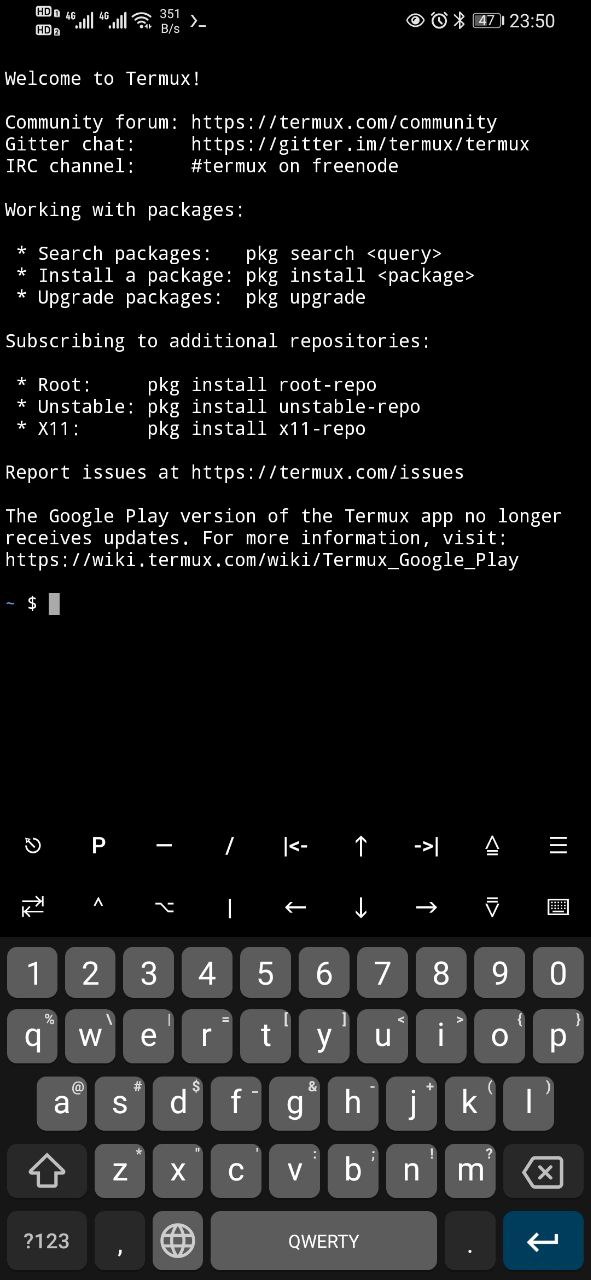 HD 1 4G 4G 351 B/s >_ 47 23:50
HD 2
Welcome to Termux!
Community forum: https://termux.com/community
Gitter chat:     https://gitter.im/termux/termux
IRC channel:     #termux on freenode
Working with packages:
* Search packages:   pkg search <query>
* Install a package: pkg install <package>
* Upgrade packages:  pkg upgrade
Subscribing to additional repositories:
* Root:     pkg install root-repo
* Unstable: pkg install unstable-repo
* X11:      pkg install x11-repo
Report issues at https://termux.com/issues
The Google Play version of the Termux app no longer
receives updates. For more information, visit:
https://wiki.termux.com/wiki/Termux_Google_Play
~ $
P — / |<- ↑ ->|
^ | ← ↓ →
1 2 3 4 5 6 7 8 9 0
q % w \ e | r = t [ y ] u < i > o { p }
a @ s # d $ f _ g & h - j + k ( l )
z * x " c ' v : b ; n ! m ?
?123 , QWERTY .